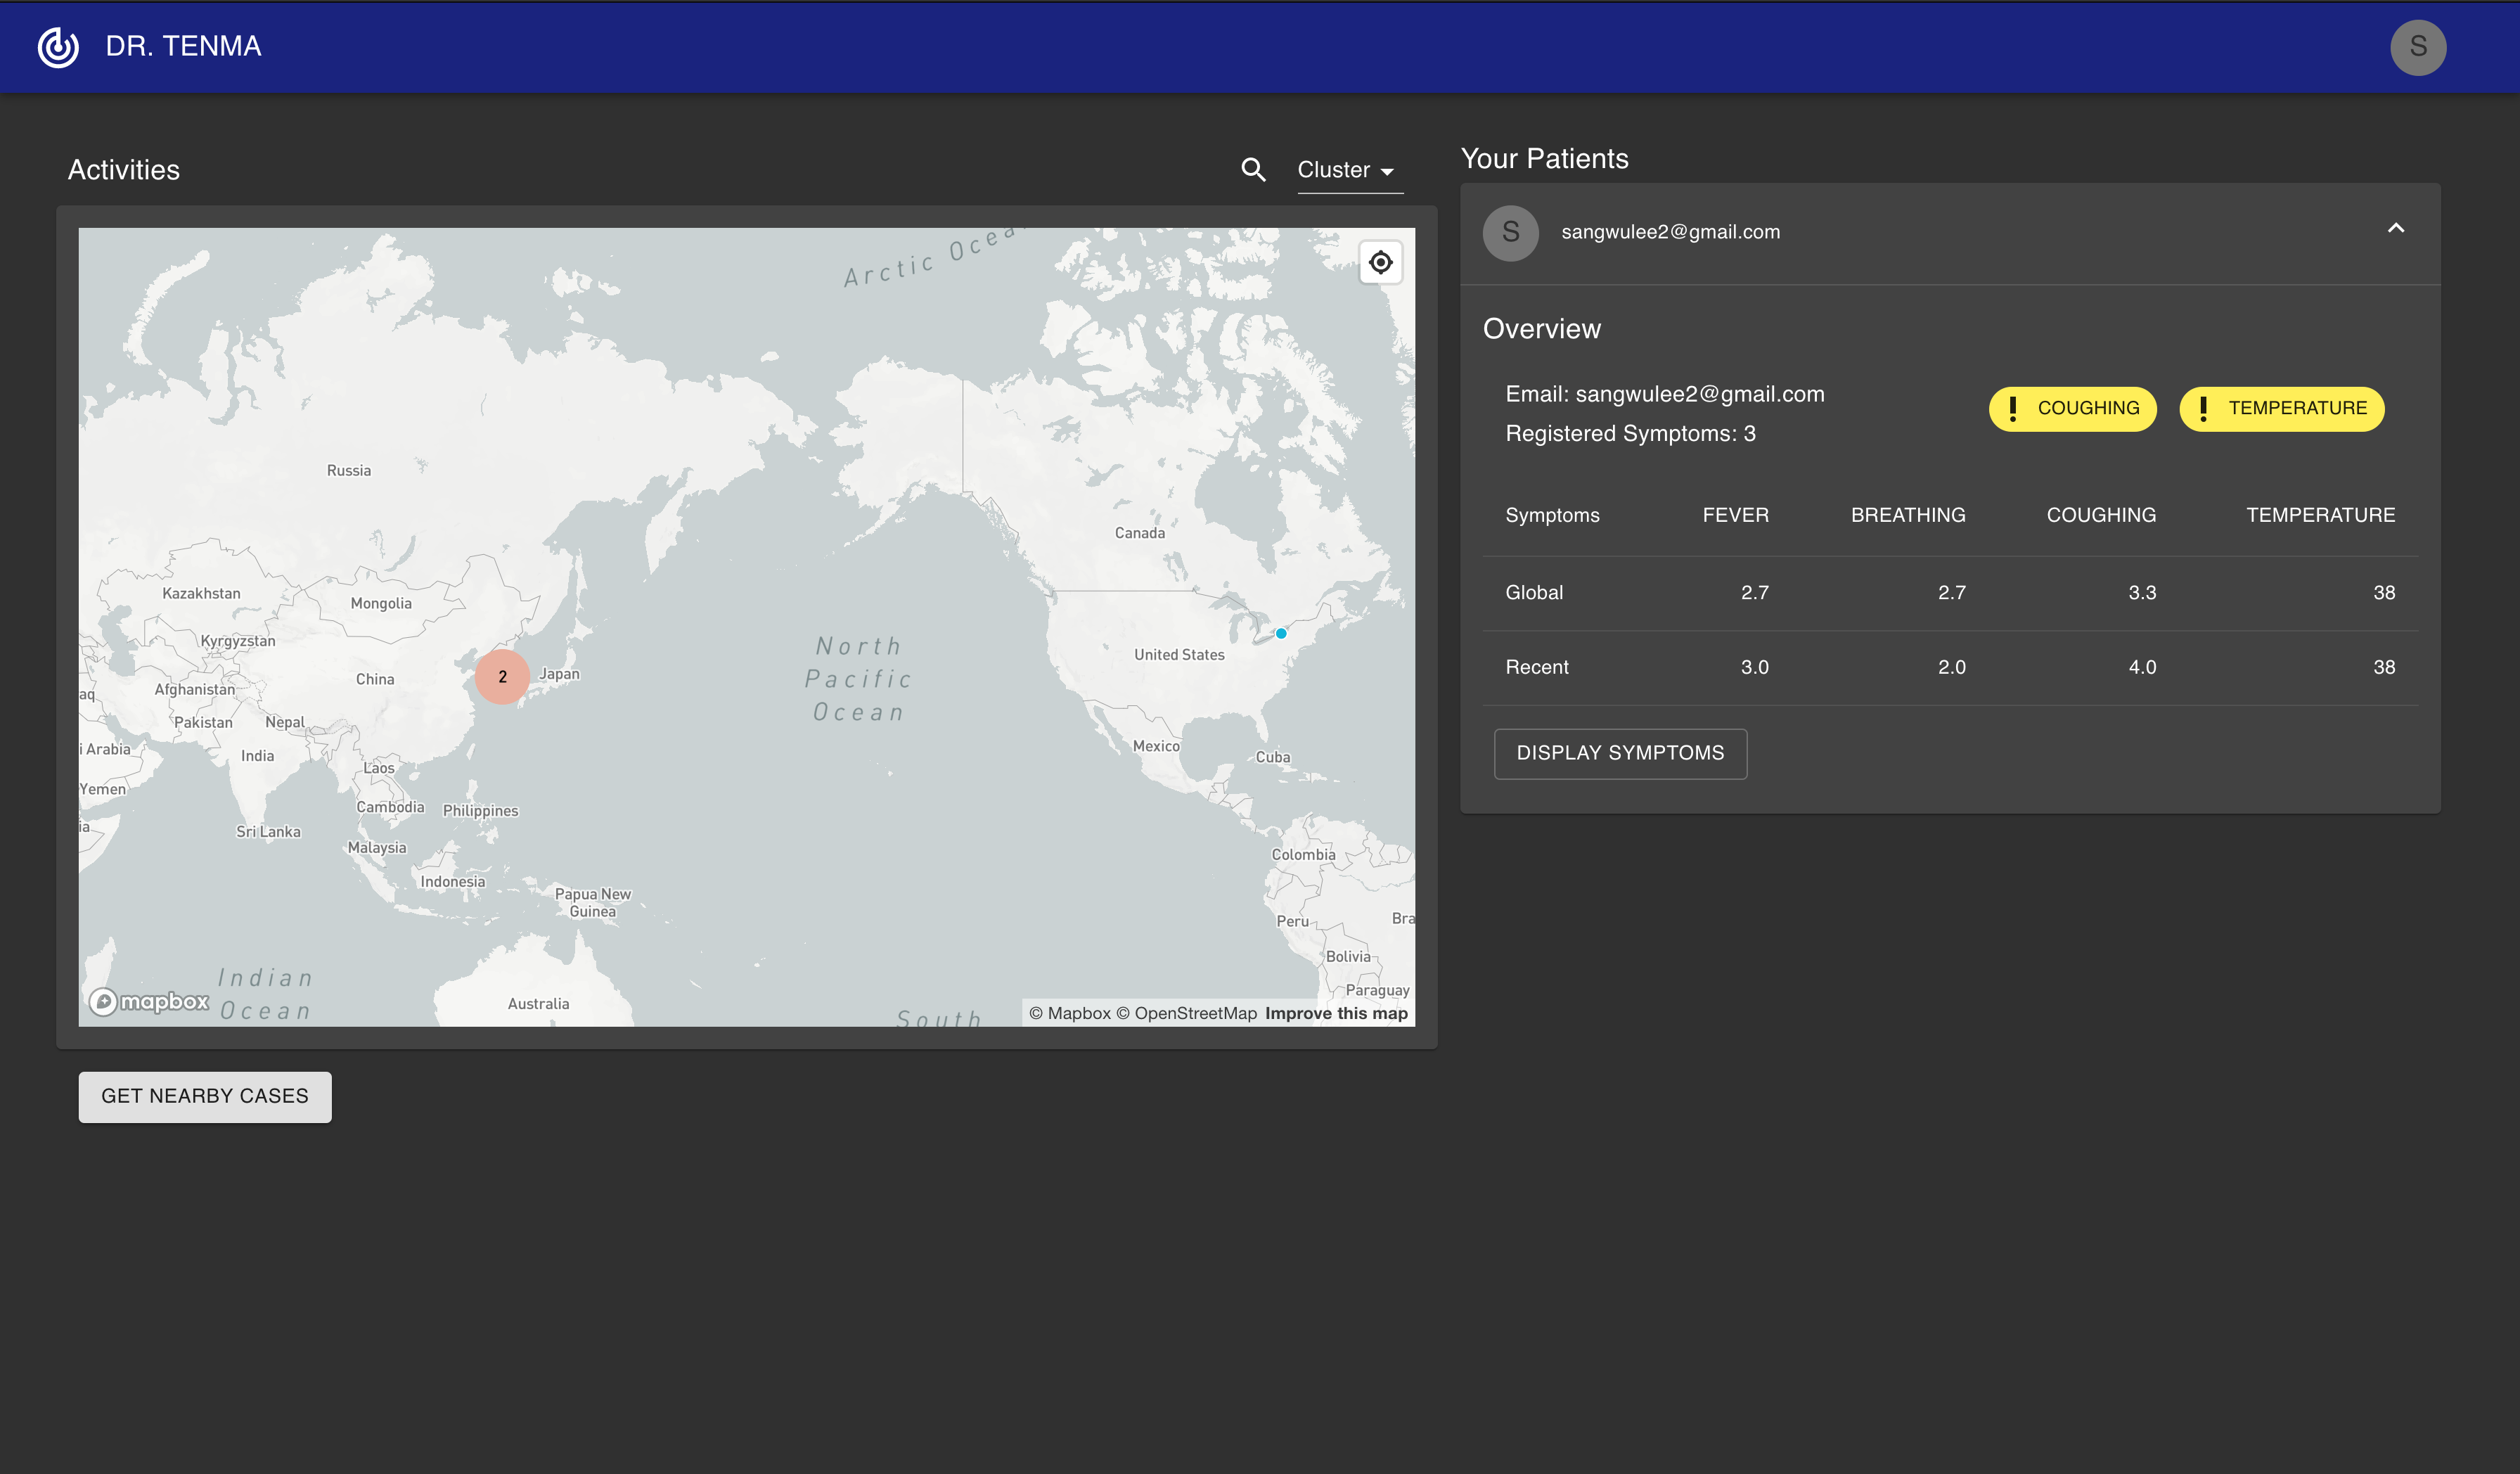 DR. TENMA
S
Activities
Cluster
Arctic Ocea
Russia
Canada
Kazakhstan
Mongolia
Kyrgyzstan
United States
North
Pacific
Ocean
2
Japan
China
aq
Afghanistan
Pakistan
Nepal
i Arabia
India
Mexico
Cuba
Laos
Yemen
Cambodia
Philippines
ia
Sri Lanka
Malaysia
Colombia
Indonesia
Papua New
Guinea
Peru
Bra
Bolivia
Indian
Ocean
Paraguay
Australia
mapbox
South
© Mapbox © OpenStreetMap Improve this map
GET NEARBY CASES
Your Patients
S
sangwulee2@gmail.com
Overview
Email: sangwulee2@gmail.com
Registered Symptoms: 3
! COUGHING
! TEMPERATURE
Symptoms FEVER BREATHING COUGHING TEMPERATURE
Global 2.7 2.7 3.3 38
Recent 3.0 2.0 4.0 38
DISPLAY SYMPTOMS